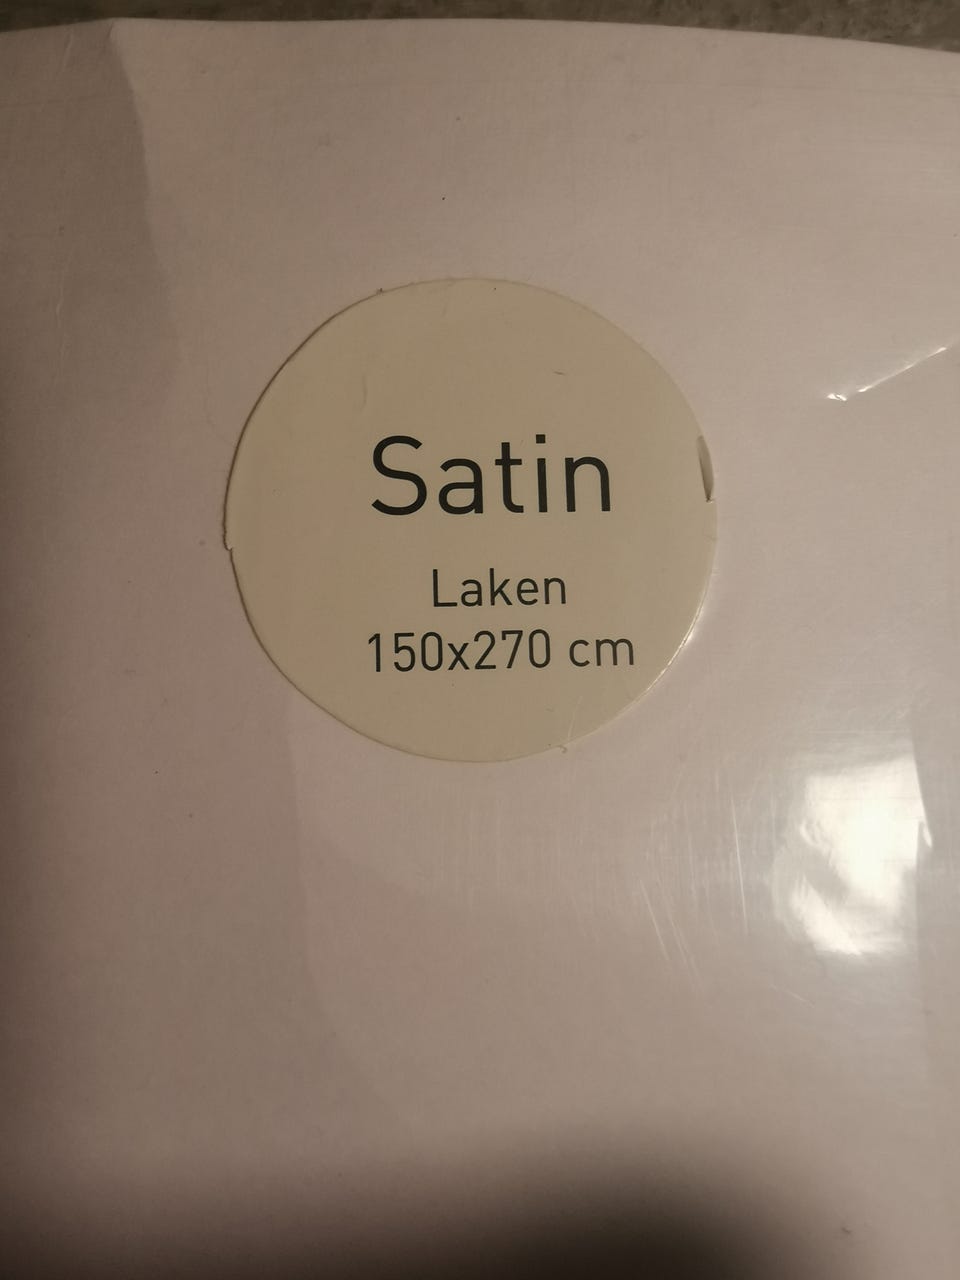 Satin
Laken
150x270 cm